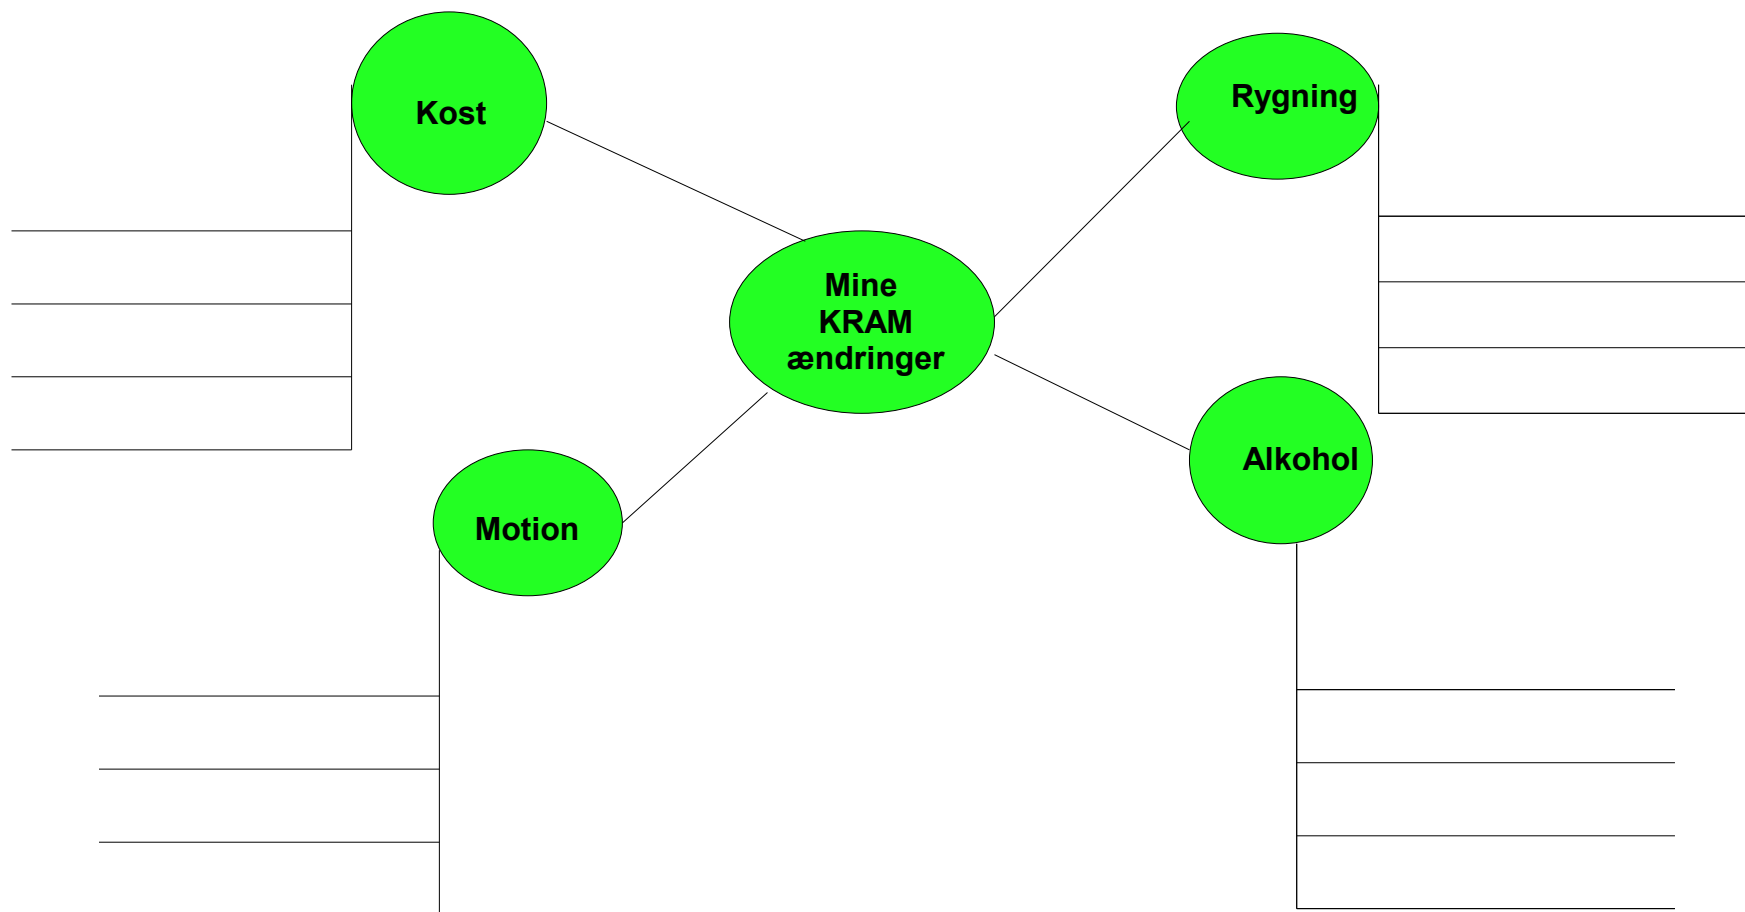 Kost
Rygning
Mine
KRAM
ændringer
Alkohol
Motion